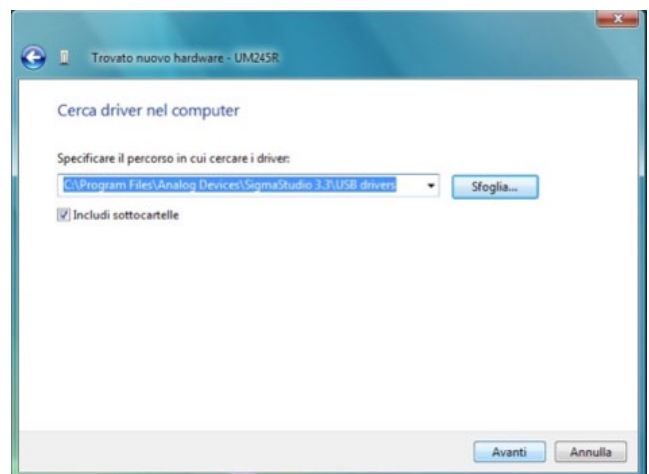 Trovato nuovo hardware - UM245R
Cerca driver nel computer
Specificare il percorso in cui cercare i driver:
C:\Program Files\Analog Devices\SigmaStudio 3.3\USB drivers
Sfoglia...
Includi sottocartelle
Avanti
Annulla